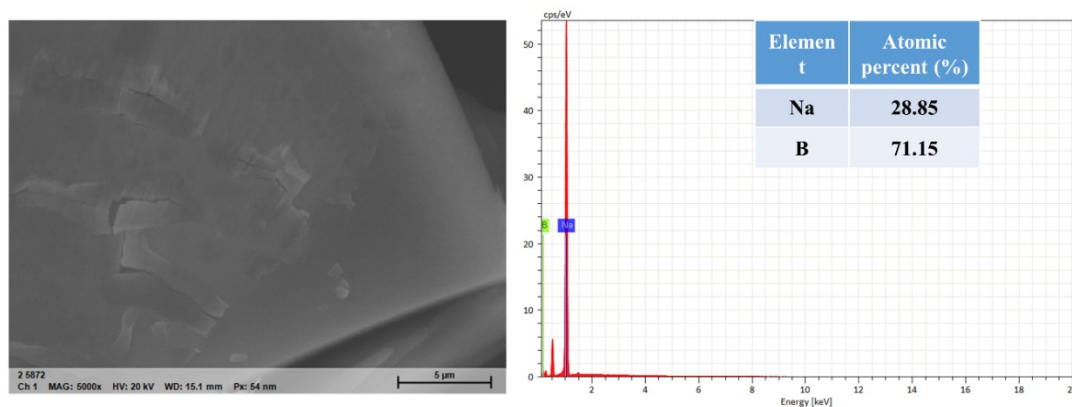 2 5872
Ch 1 MAG: 5000x HV: 20 kV WD: 15.1 mm Px: 54 nm
5 µm
cps/eV
50
40
30
20
10
0
B
Na
2 4 6 8 10 12 14 16 18 20
Energy [keV]
Elemen
t
Atomic
percent (%)
Na 28.85
B 71.15